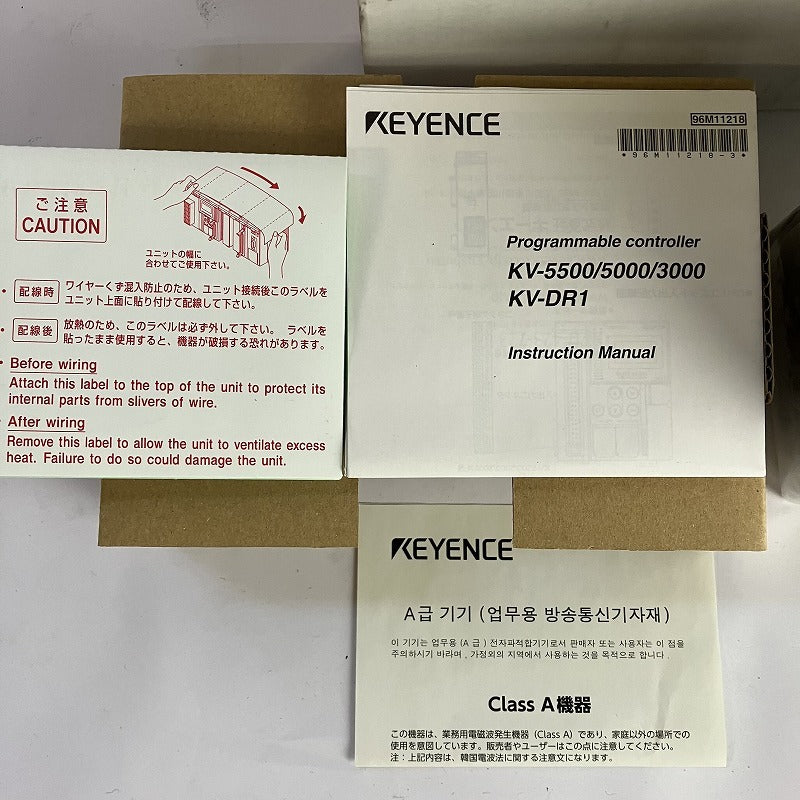 ご注意
CAUTION
ユニットの幅に
合わせてご使用下さい。
・配線時 ワイヤーくず混入防止のため、ユニット接続後このラベルを
ユニット上面に貼り付けて配線して下さい。
・配線後 放熱のため、このラベルは必ず外して下さい。 ラベルを
貼ったまま使用すると、機器が破損する恐れがあります。
・Before wiring
Attach this label to the top of the unit to protect its
internal parts from slivers of wire.
・After wiring
Remove this label to allow the unit to ventilate excess
heat. Failure to do so could damage the unit.
KEYENCE
96M11218
*96M11218-3*
Programmable controller
KV-5500/5000/3000
KV-DR1
Instruction Manual
KEYENCE
A급 기기 (업무용 방송통신기자재)
이 기기는 업무용 (A 급 ) 전자파적합기기로서 판매자 또는 사용자는 이 점을
주의하시기 바라며 , 가정외의 지역에서 사용하는 것을 목적으로 합니다 .
Class A機器
この機器は、業務用電磁波発生機器（Class A）であり、家庭以外の場所での
使用を意図しています。販売者やユーザーはこの点に注意してください。
注：上記内容は、韓国電波法に関する注意文になります。